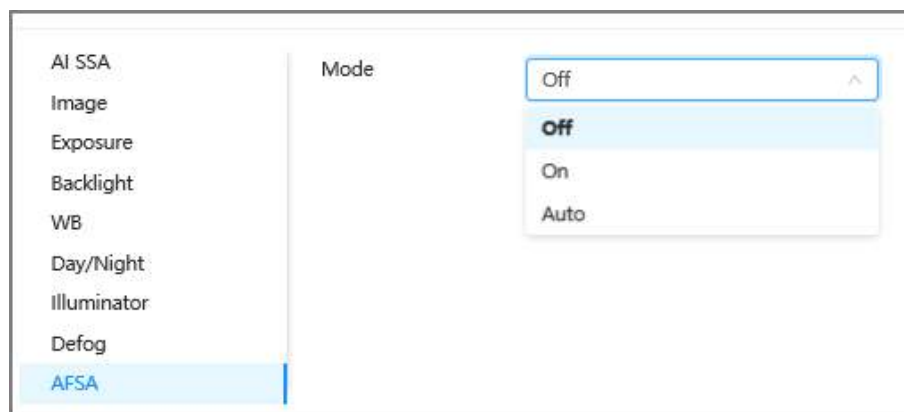 AI SSA
Image
Exposure
Backlight
WB
Day/Night
Illuminator
Defog
AFSA
Mode
Off
Off
On
Auto